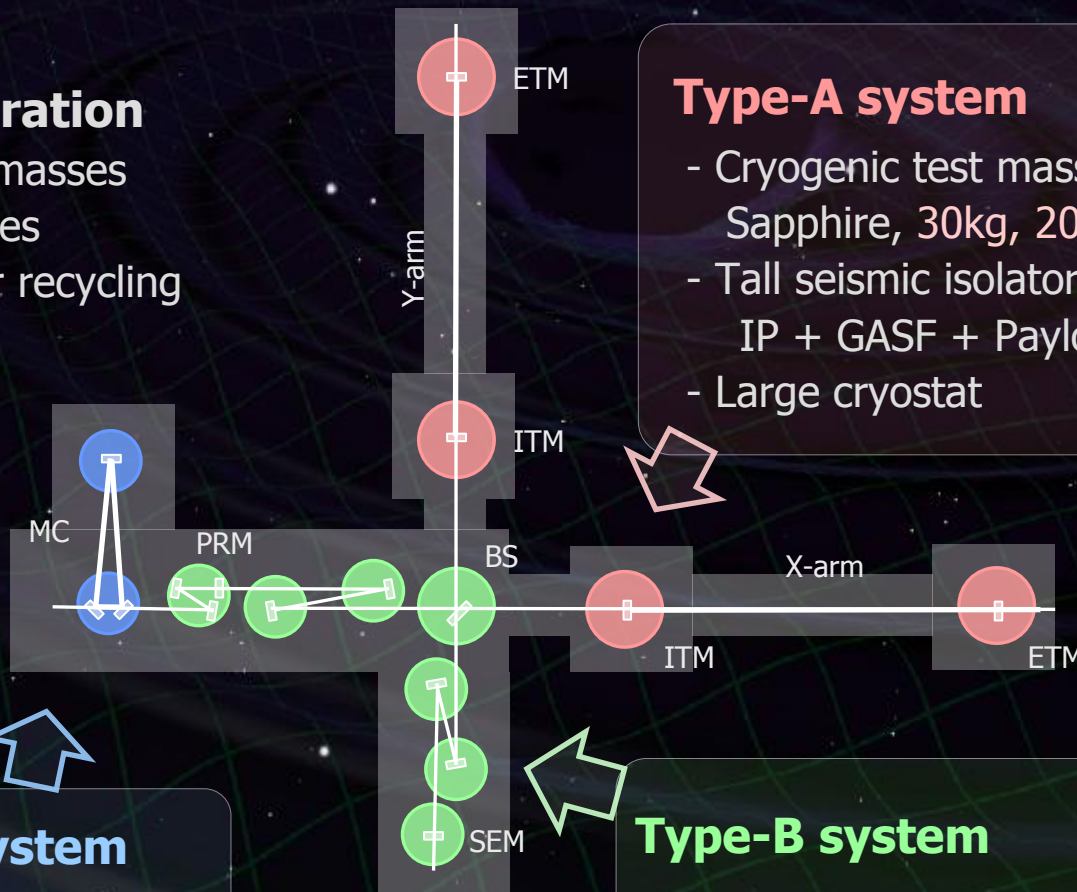 ration
masses
es
r recycling
Type-A system
- Cryogenic test mass
Sapphire, 30kg, 20
- Tall seismic isolator
IP + GASF + Paylo
- Large cryostat
ETM
Y-arm
ITM
MC
PRM
BS
X-arm
ITM
ETM
SEM
ystem
Type-B system